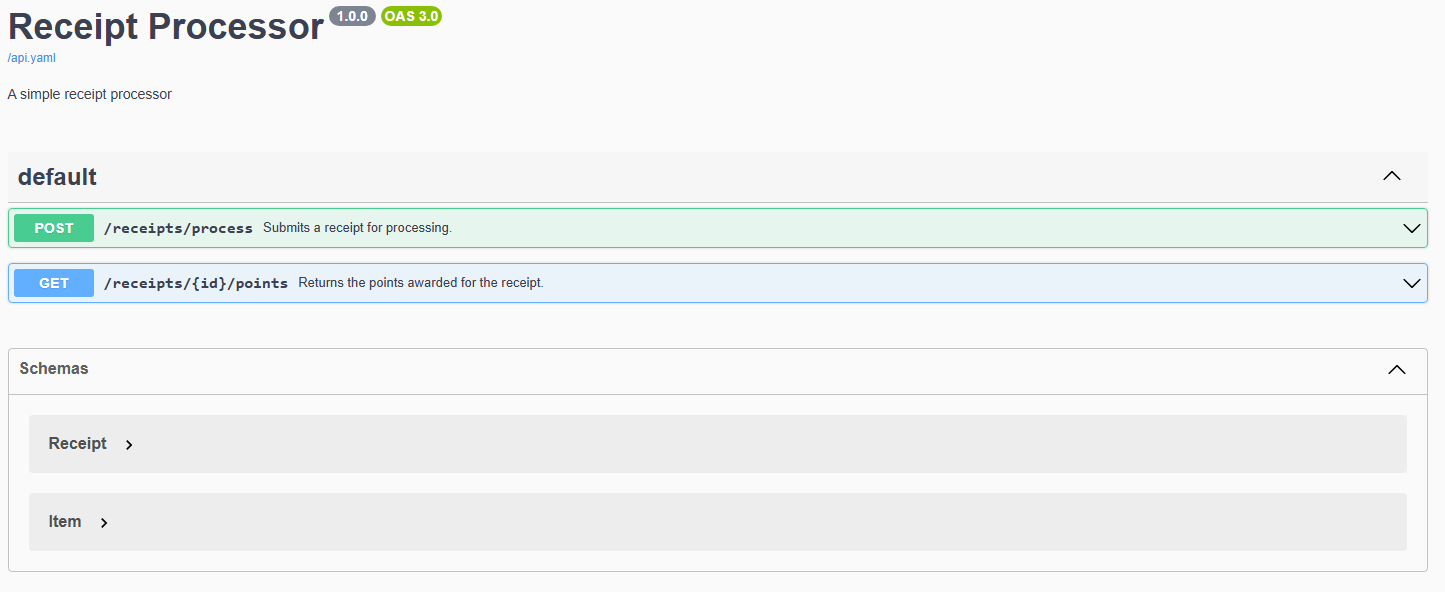 Receipt Processor 1.0.0 OAS 3.0
/api.yaml
A simple receipt processor
default
POST /receipts/process Submits a receipt for processing.
GET /receipts/{id}/points Returns the points awarded for the receipt.
Schemas
Receipt
Item